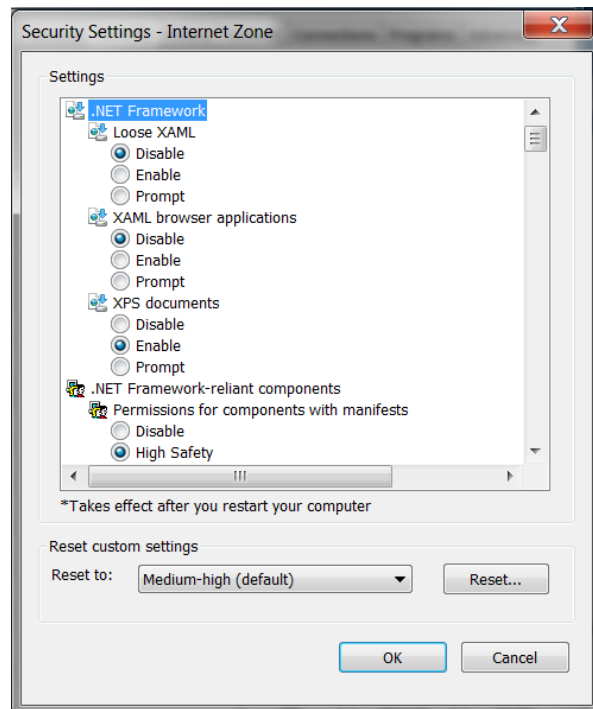 Security Settings - Internet Zone
Settings
.NET Framework
Loose XAML
Disable
Enable
Prompt
XAML browser applications
Disable
Enable
Prompt
XPS documents
Disable
Enable
Prompt
.NET Framework-reliant components
Permissions for components with manifests
Disable
High Safety
*Takes effect after you restart your computer
Reset custom settings
Reset to: Medium-high (default) Reset...
OK Cancel